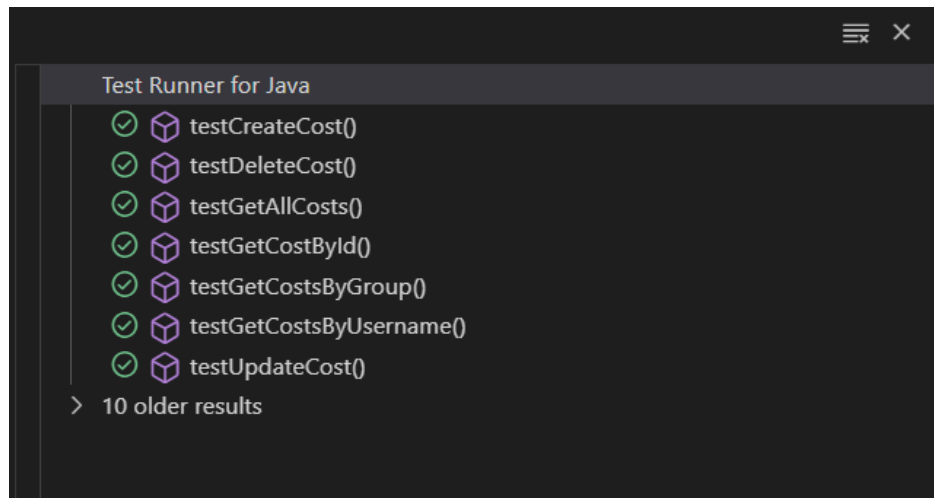 Test Runner for Java
testCreateCost()
testDeleteCost()
testGetAllCosts()
testGetCostById()
testGetCostsByGroup()
testGetCostsByUsername()
testUpdateCost()
10 older results